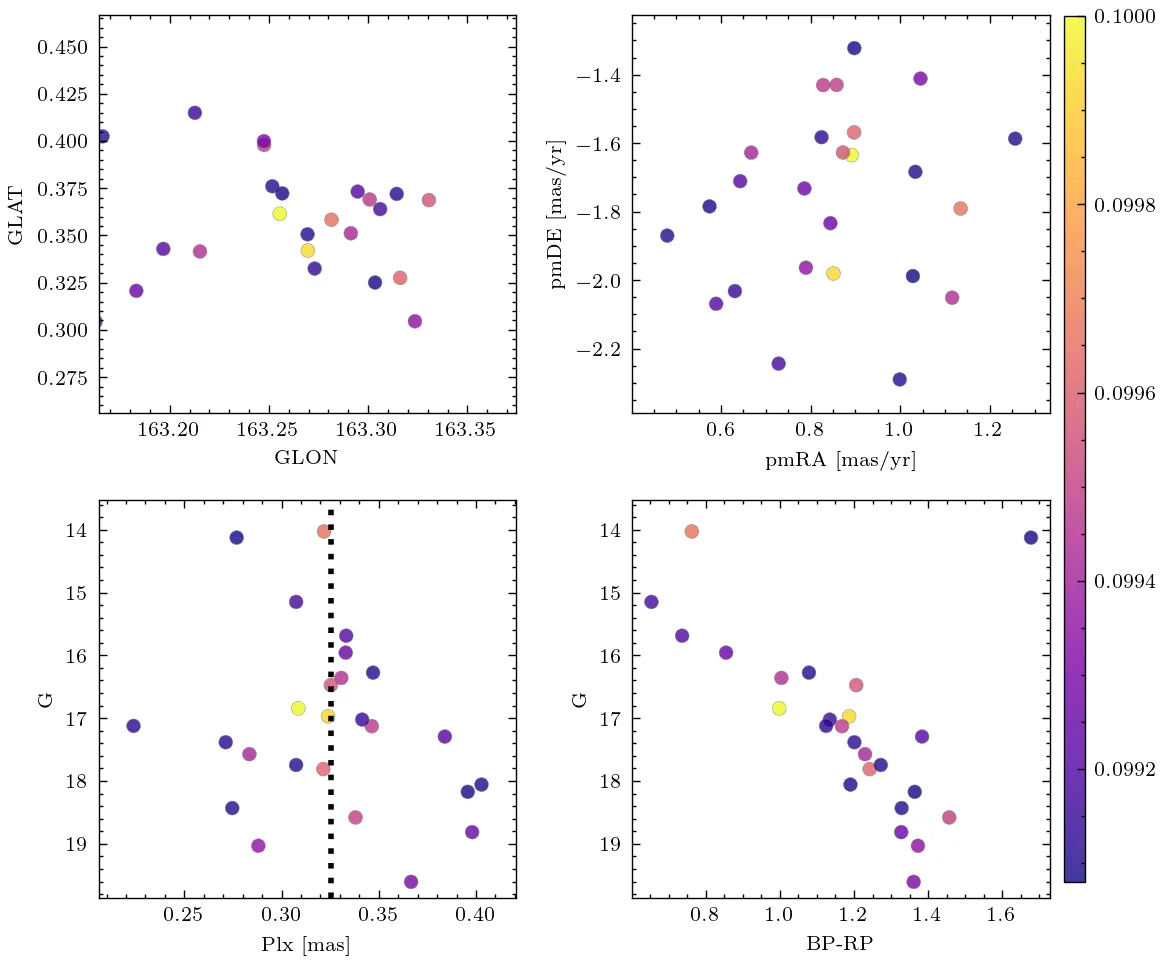 0.450
0.425
0.400
0.375
0.350
0.325
0.300
0.275
GLAT
163.20 163.25 163.30 163.35
GLON
−1.4
−1.6
−1.8
−2.0
−2.2
pmDE [mas/yr]
0.6 0.8 1.0 1.2
pmRA [mas/yr]
14
15
16
17
18
19
G
0.25 0.30 0.35 0.40
Plx [mas]
14
15
16
17
18
19
G
0.8 1.0 1.2 1.4 1.6
BP-RP
0.1000
0.0998
0.0996
0.0994
0.0992